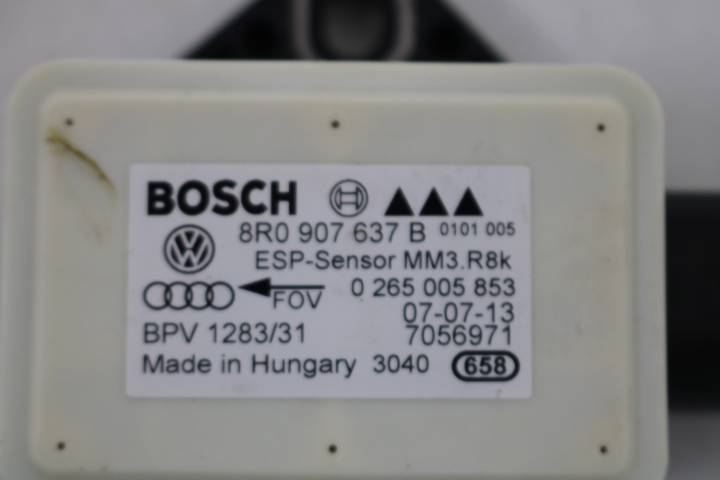 BOSCH
8R0 907 637 B 0101 005
ESP-Sensor MM3.R8k
FOV 0 265 005 853
07-07-13
BPV 1283/31 7056971
Made in Hungary 3040 658